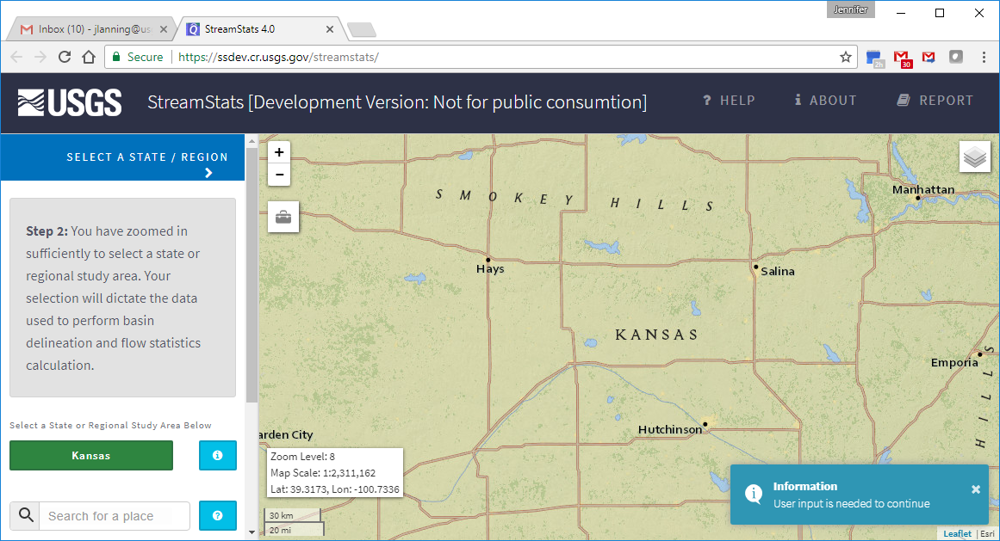 Jennifer
Inbox (10) - jlanning@us
StreamStats 4.0
Secure
https://ssdev.cr.usgs.gov/streamstats/
2h
30
USGS
StreamStats [Development Version: Not for public consumtion]
? HELP
i ABOUT
REPORT
SELECT A STATE / REGION
Step 2: You have zoomed in
sufficiently to select a state or
regional study area. Your
selection will dictate the data
used to perform basin
delineation and flow statistics
calculation.
Select a State or Regional Study Area Below
Kansas
i
Search for a place
?
+
−
SMOKEY HILLS
Manhattan
Hays
Salina
KANSAS
Emporia
Hutchinson
arden City
Zoom Level: 8
Map Scale: 1:2,311,162
Lat: 39.3173, Lon: -100.7336
30 km
20 mi
i
Information
User input is needed to continue
×
Leaflet | Esri